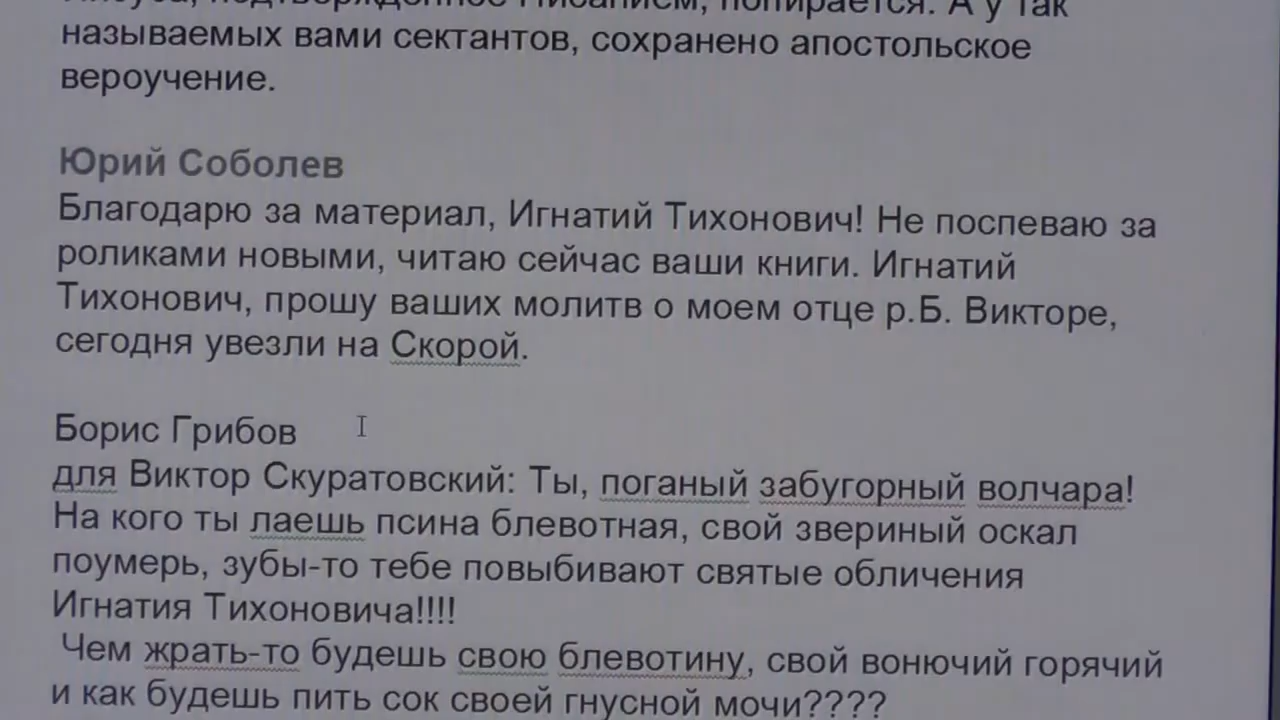 подтверждённое Писанием, попирается. А у так
называемых вами сектантов, сохранено апостольское
вероучение.
Юрий Соболев
Благодарю за материал, Игнатий Тихонович! Не поспеваю за
роликами новыми, читаю сейчас ваши книги. Игнатий
Тихонович, прошу ваших молитв о моем отце р.Б. Викторе,
сегодня увезли на Скорой.
Борис Грибов
для Виктор Скуратовский: Ты, поганый забугорный волчара!
На кого ты лаешь псина блевотная, свой звериный оскал
поумерь, зубы-то тебе повыбивают святые обличения
Игнатия Тихоновича!!!!
Чем жрать-то будешь свою блевотину, свой вонючий горячий
и как будешь пить сок своей гнусной мочи????